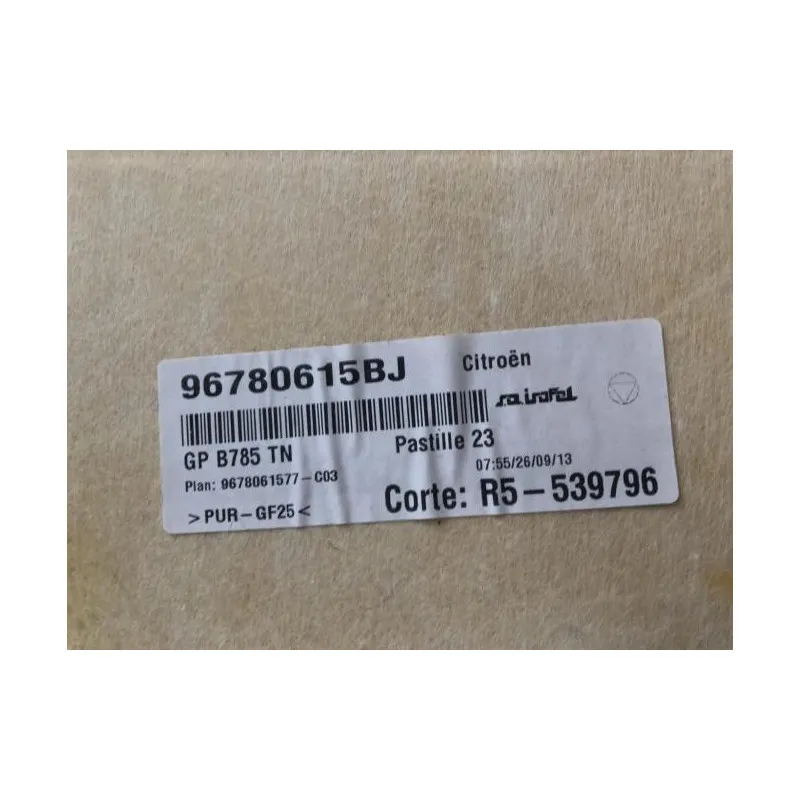 96780615BJ
Citroën
GP B785 TN
Pastille 23
Plan: 9678061577-C03
07:55/26/09/13
>PUR-GF25<
Corte: R5-539796